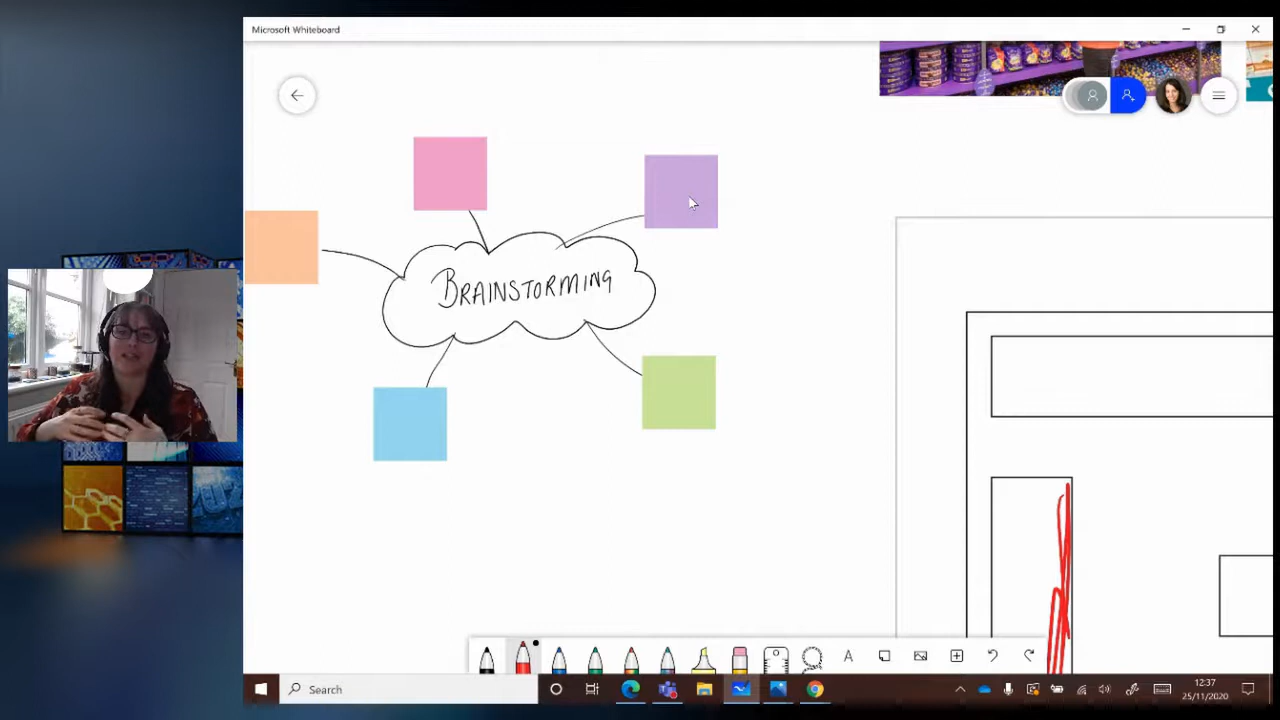 Microsoft Whiteboard
BRAINSTORMING
A
Search
12:37
25/11/2020